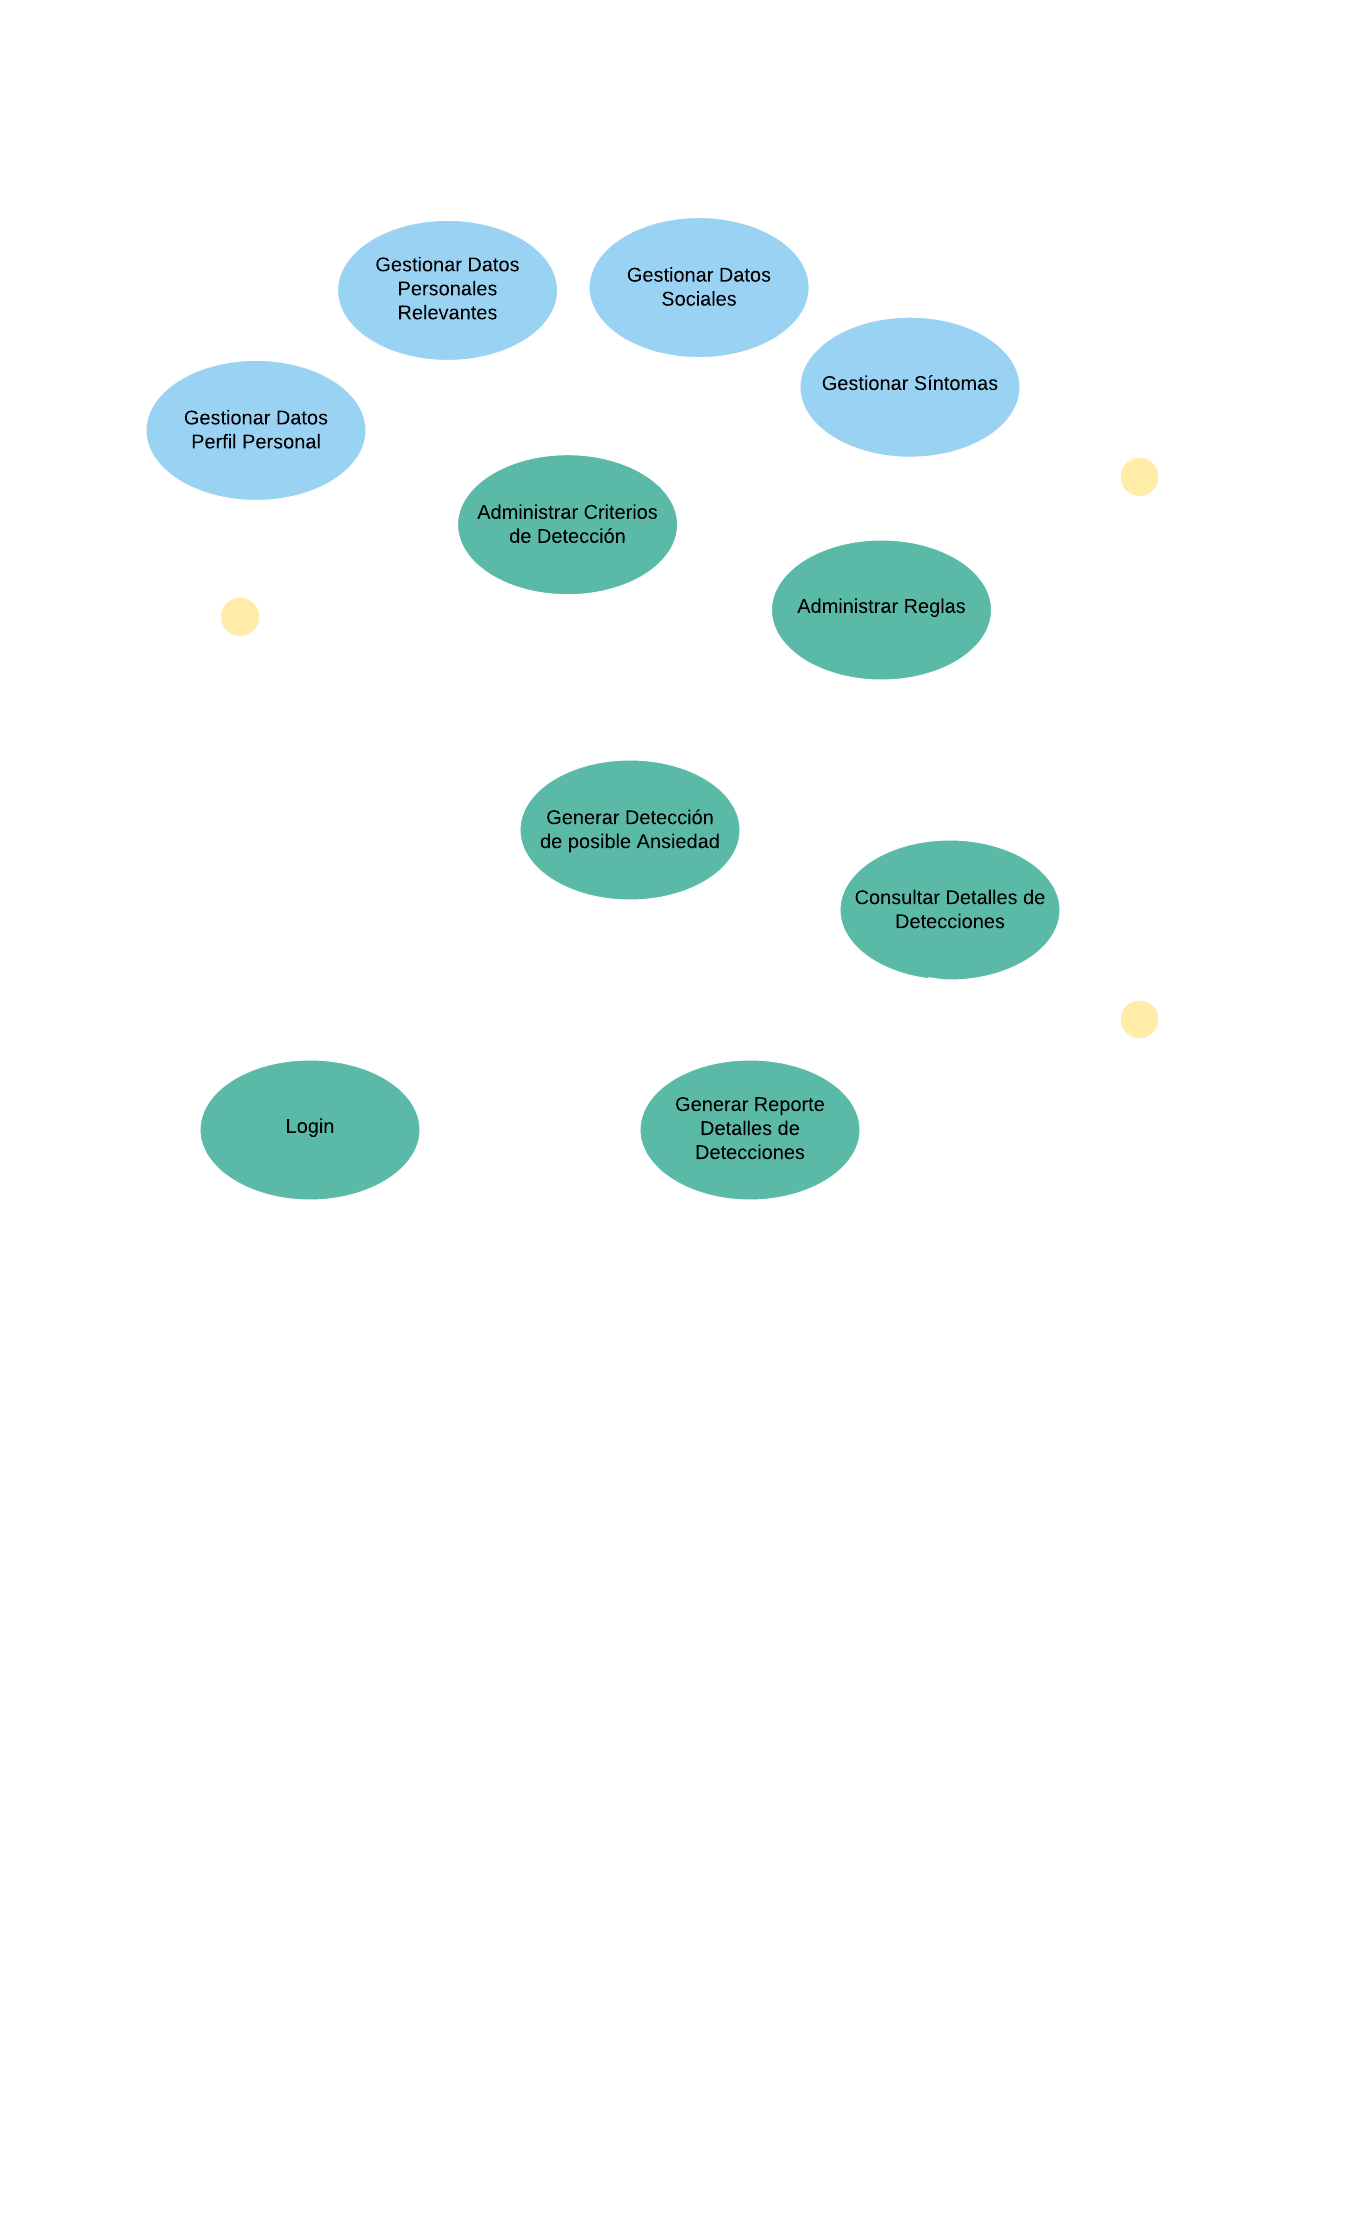 Gestionar Datos
Personales
Relevantes
Gestionar Datos
Sociales
Gestionar Síntomas
Gestionar Datos
Perfil Personal
Administrar Criterios
de Detección
Administrar Reglas
Generar Detección
de posible Ansiedad
Consultar Detalles de
Detecciones
Login
Generar Reporte
Detalles de
Detecciones